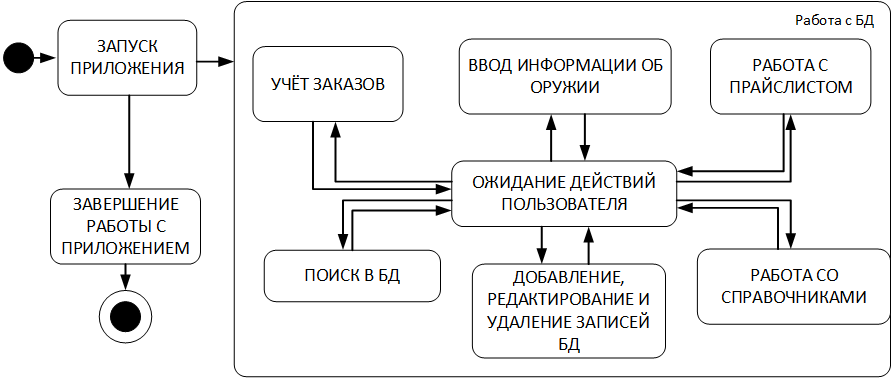 Работа с БД
ЗАПУСК
ПРИЛОЖЕНИЯ
УЧЁТ ЗАКАЗОВ
ВВОД ИНФОРМАЦИИ ОБ
ОРУЖИИ
РАБОТА С
ПРАЙСЛИСТОМ
ОЖИДАНИЕ ДЕЙСТВИЙ
ПОЛЬЗОВАТЕЛЯ
ЗАВЕРШЕНИЕ
РАБОТЫ С
ПРИЛОЖЕНИЕМ
ПОИСК В БД
ДОБАВЛЕНИЕ,
РЕДАКТИРОВАНИЕ И
УДАЛЕНИЕ ЗАПИСЕЙ
БД
РАБОТА СО
СПРАВОЧНИКАМИ